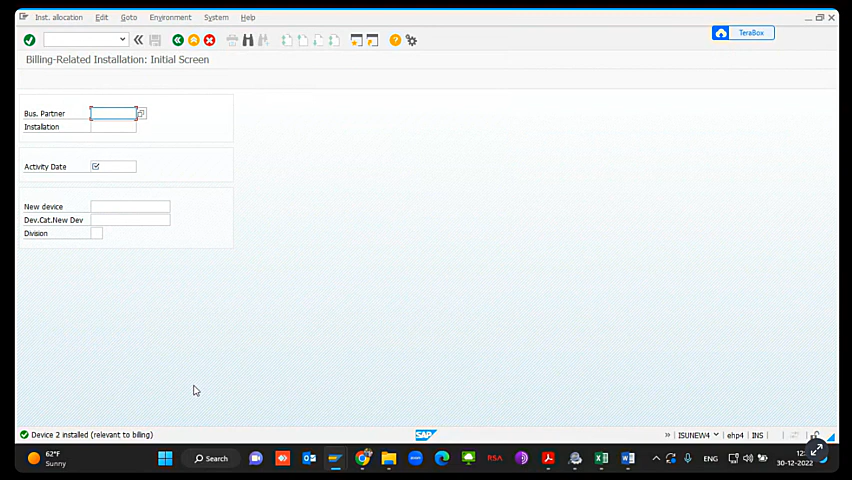 Inst. allocation Edit Goto Environment System Help
TeraBox
Billing-Related Installation: Initial Screen
Bus. Partner
Installation
Activity Date
New device
Dev.Cat.New Dev
Division
Device 2 installed (relevant to billing)
SAP
ISUNEW4
ehp4
INS
62°F
Sunny
Search
RSA
ENG
30-12-2022